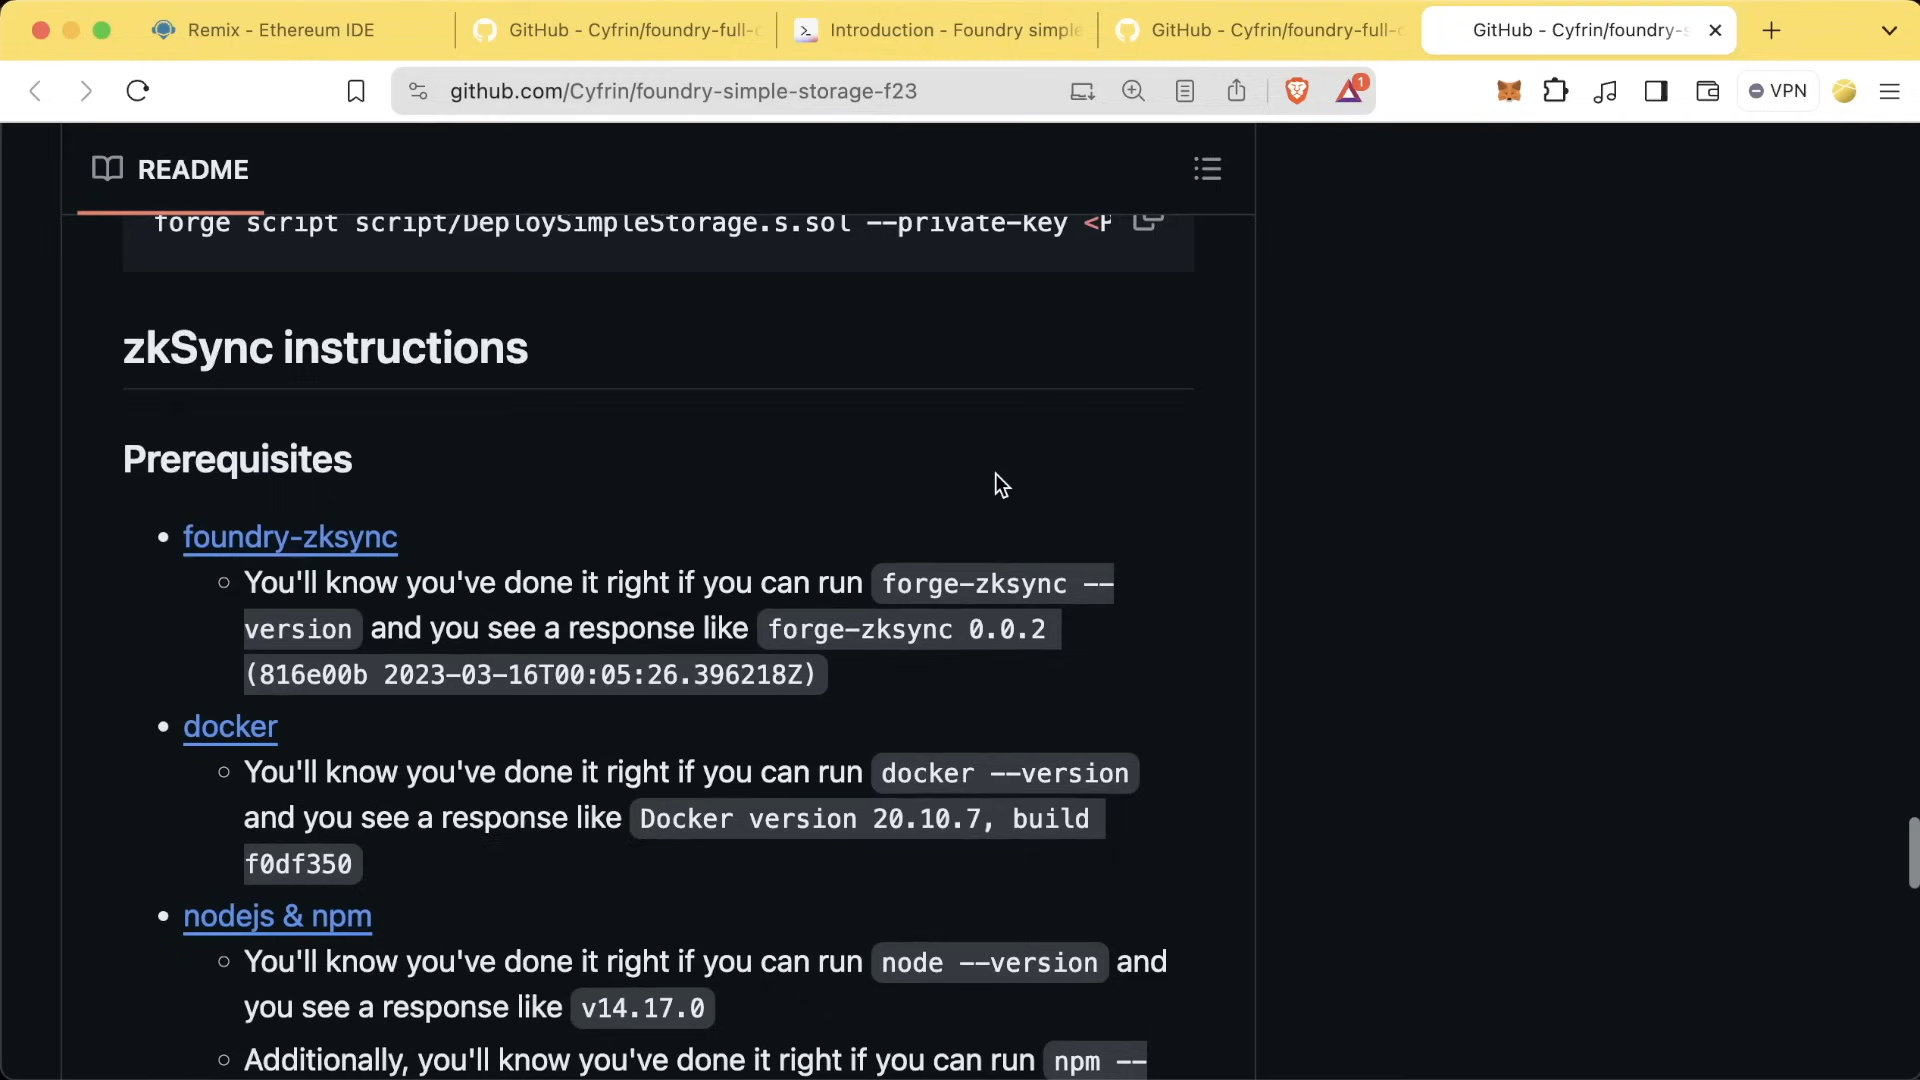 Remix - Ethereum IDE
GitHub - Cyfrin/foundry-full-
Introduction - Foundry simple
GitHub - Cyfrin/foundry-full-
GitHub - Cyfrin/foundry-s
github.com/Cyfrin/foundry-simple-storage-f23
1
VPN
README
forge script script/DeploySimpleStorage.s.sol --private-key <P
zkSync instructions
Prerequisites
• foundry-zksync
◦ You'll know you've done it right if you can run forge-zksync --
version and you see a response like forge-zksync 0.0.2
(816e00b 2023-03-16T00:05:26.396218Z)
• docker
◦ You'll know you've done it right if you can run docker --version
and you see a response like Docker version 20.10.7, build
f0df350
• nodejs & npm
◦ You'll know you've done it right if you can run node --version and
you see a response like v14.17.0
◦ Additionally, you'll know you've done it right if you can run npm --